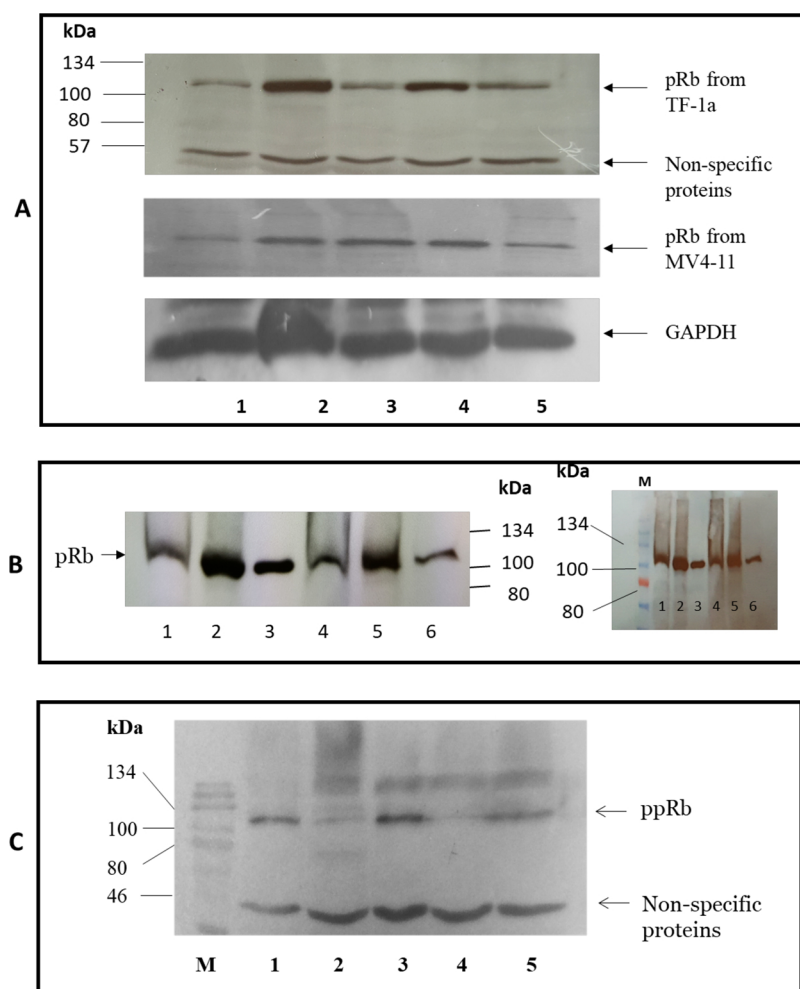 kDa
134
100
80
57
pRb from
TF-1a
Non-specific
proteins
A
pRb from
MV4-11
GAPDH
1 2 3 4 5
kDa
kDa
M
134
100
80
pRb
B
134
100
80
1 2 3 4 5 6
1 2 3 4 5 6
kDa
134
100
80
46
ppRb
C
Non-specific
proteins
M 1 2 3 4 5